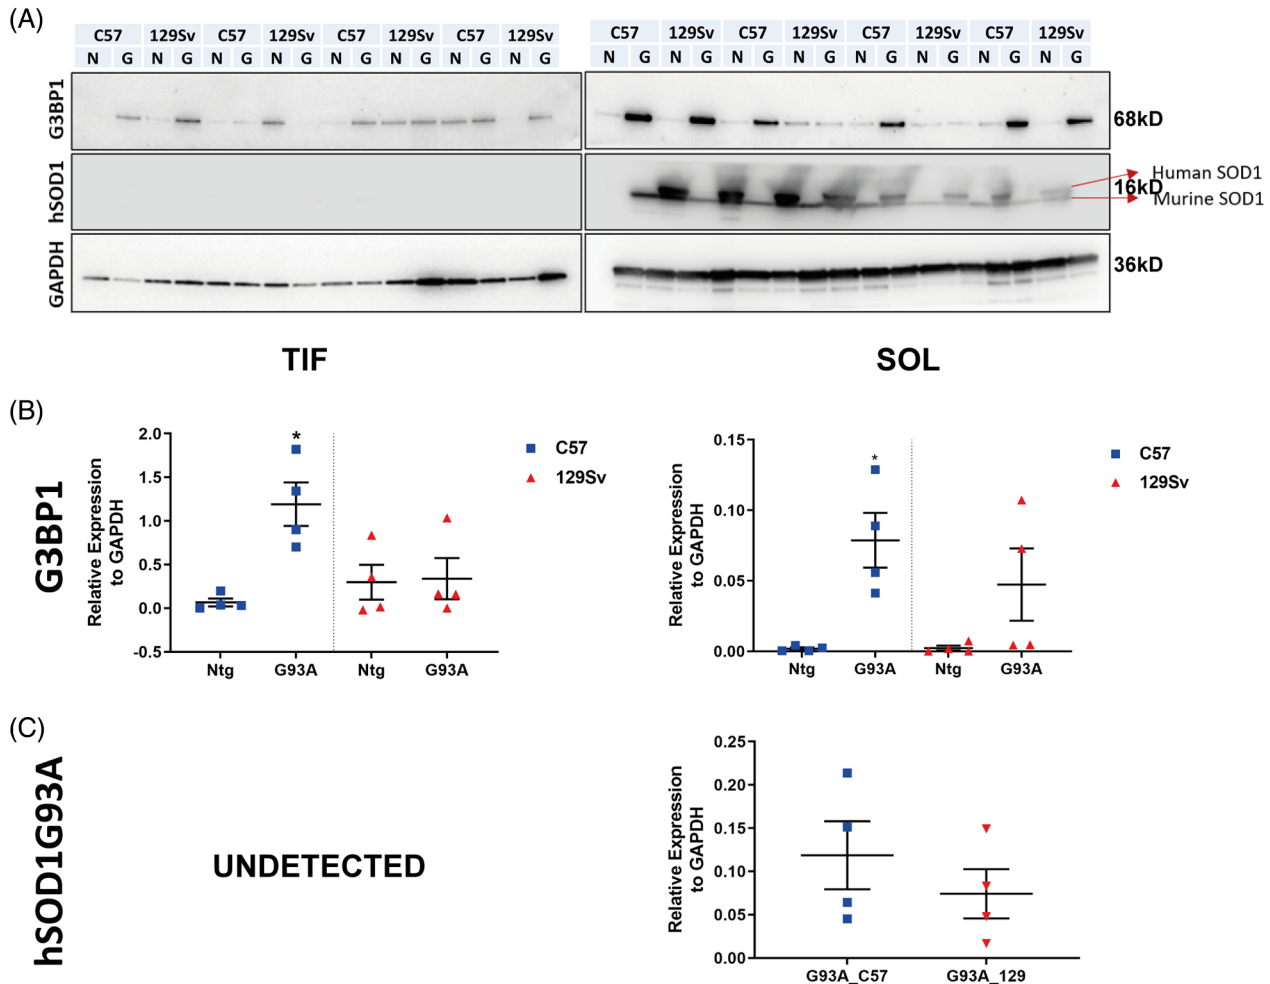 (A)
C57 129Sv C57 129Sv C57 129Sv C57 129Sv
N G N G N G N G N G N G N G N G
C57 129Sv C57 129Sv C57 129Sv C57 129Sv
N G N G N G N G N G N G N G N G
G3BP1
68kD
hSOD1
Human SOD1
16kD
Murine SOD1
GAPDH
36kD
TIF
SOL
(B)
G3BP1
Relative Expression
to GAPDH
2.0
1.5
1.0
0.5
0.0
-0.5
*
Ntg G93A Ntg G93A
C57
129Sv
Relative Expression
to GAPDH
0.15
0.10
0.05
0.00
*
Ntg G93A Ntg G93A
C57
129Sv
(C)
hSOD1G93A
UNDETECTED
Relative Expression
to GAPDH
0.25
0.20
0.15
0.10
0.05
0.00
G93A_C57 G93A_129